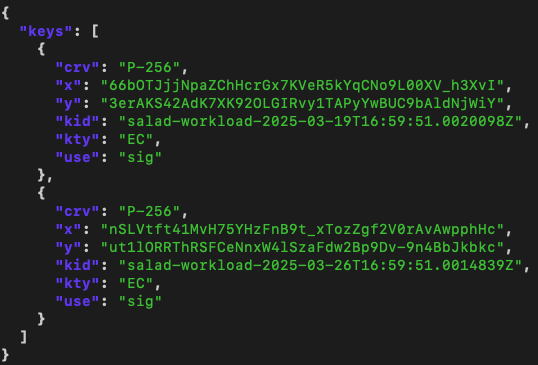 {
  "keys": [
    {
      "crv": "P-256",
      "x": "66bOTJjjNpaZChHcrGx7KVeR5kYqCNo9L00XV_h3XvI",
      "y": "3erAKS42AdK7XK92OLGIRvy1TAPyYwBUC9bAldNjWiY",
      "kid": "salad-workload-2025-03-19T16:59:51.0020098Z",
      "kty": "EC",
      "use": "sig"
    },
    {
      "crv": "P-256",
      "x": "nSLVtft41MvH75YHzFnB9t_xTozZgf2V0rAvAwpphHc",
      "y": "ut1lORRThRSFCeNnxW4lSzaFdw2Bp9Dv-9n4BbJkbkc",
      "kid": "salad-workload-2025-03-26T16:59:51.0014839Z",
      "kty": "EC",
      "use": "sig"
    }
  ]
}